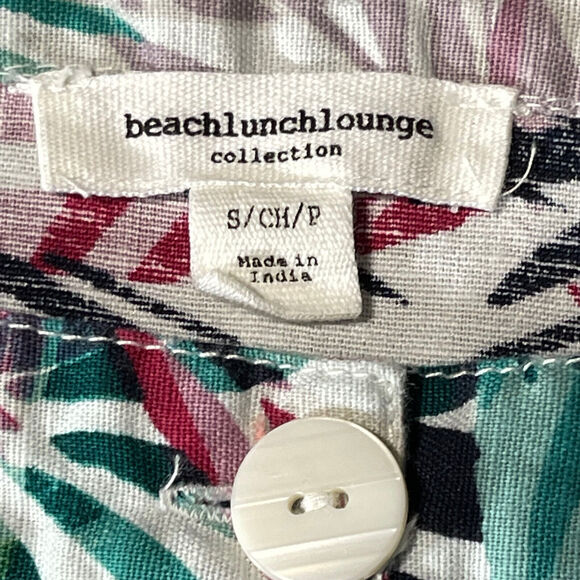 beachlunchlounge
collection
S/CH/P
Made in
India